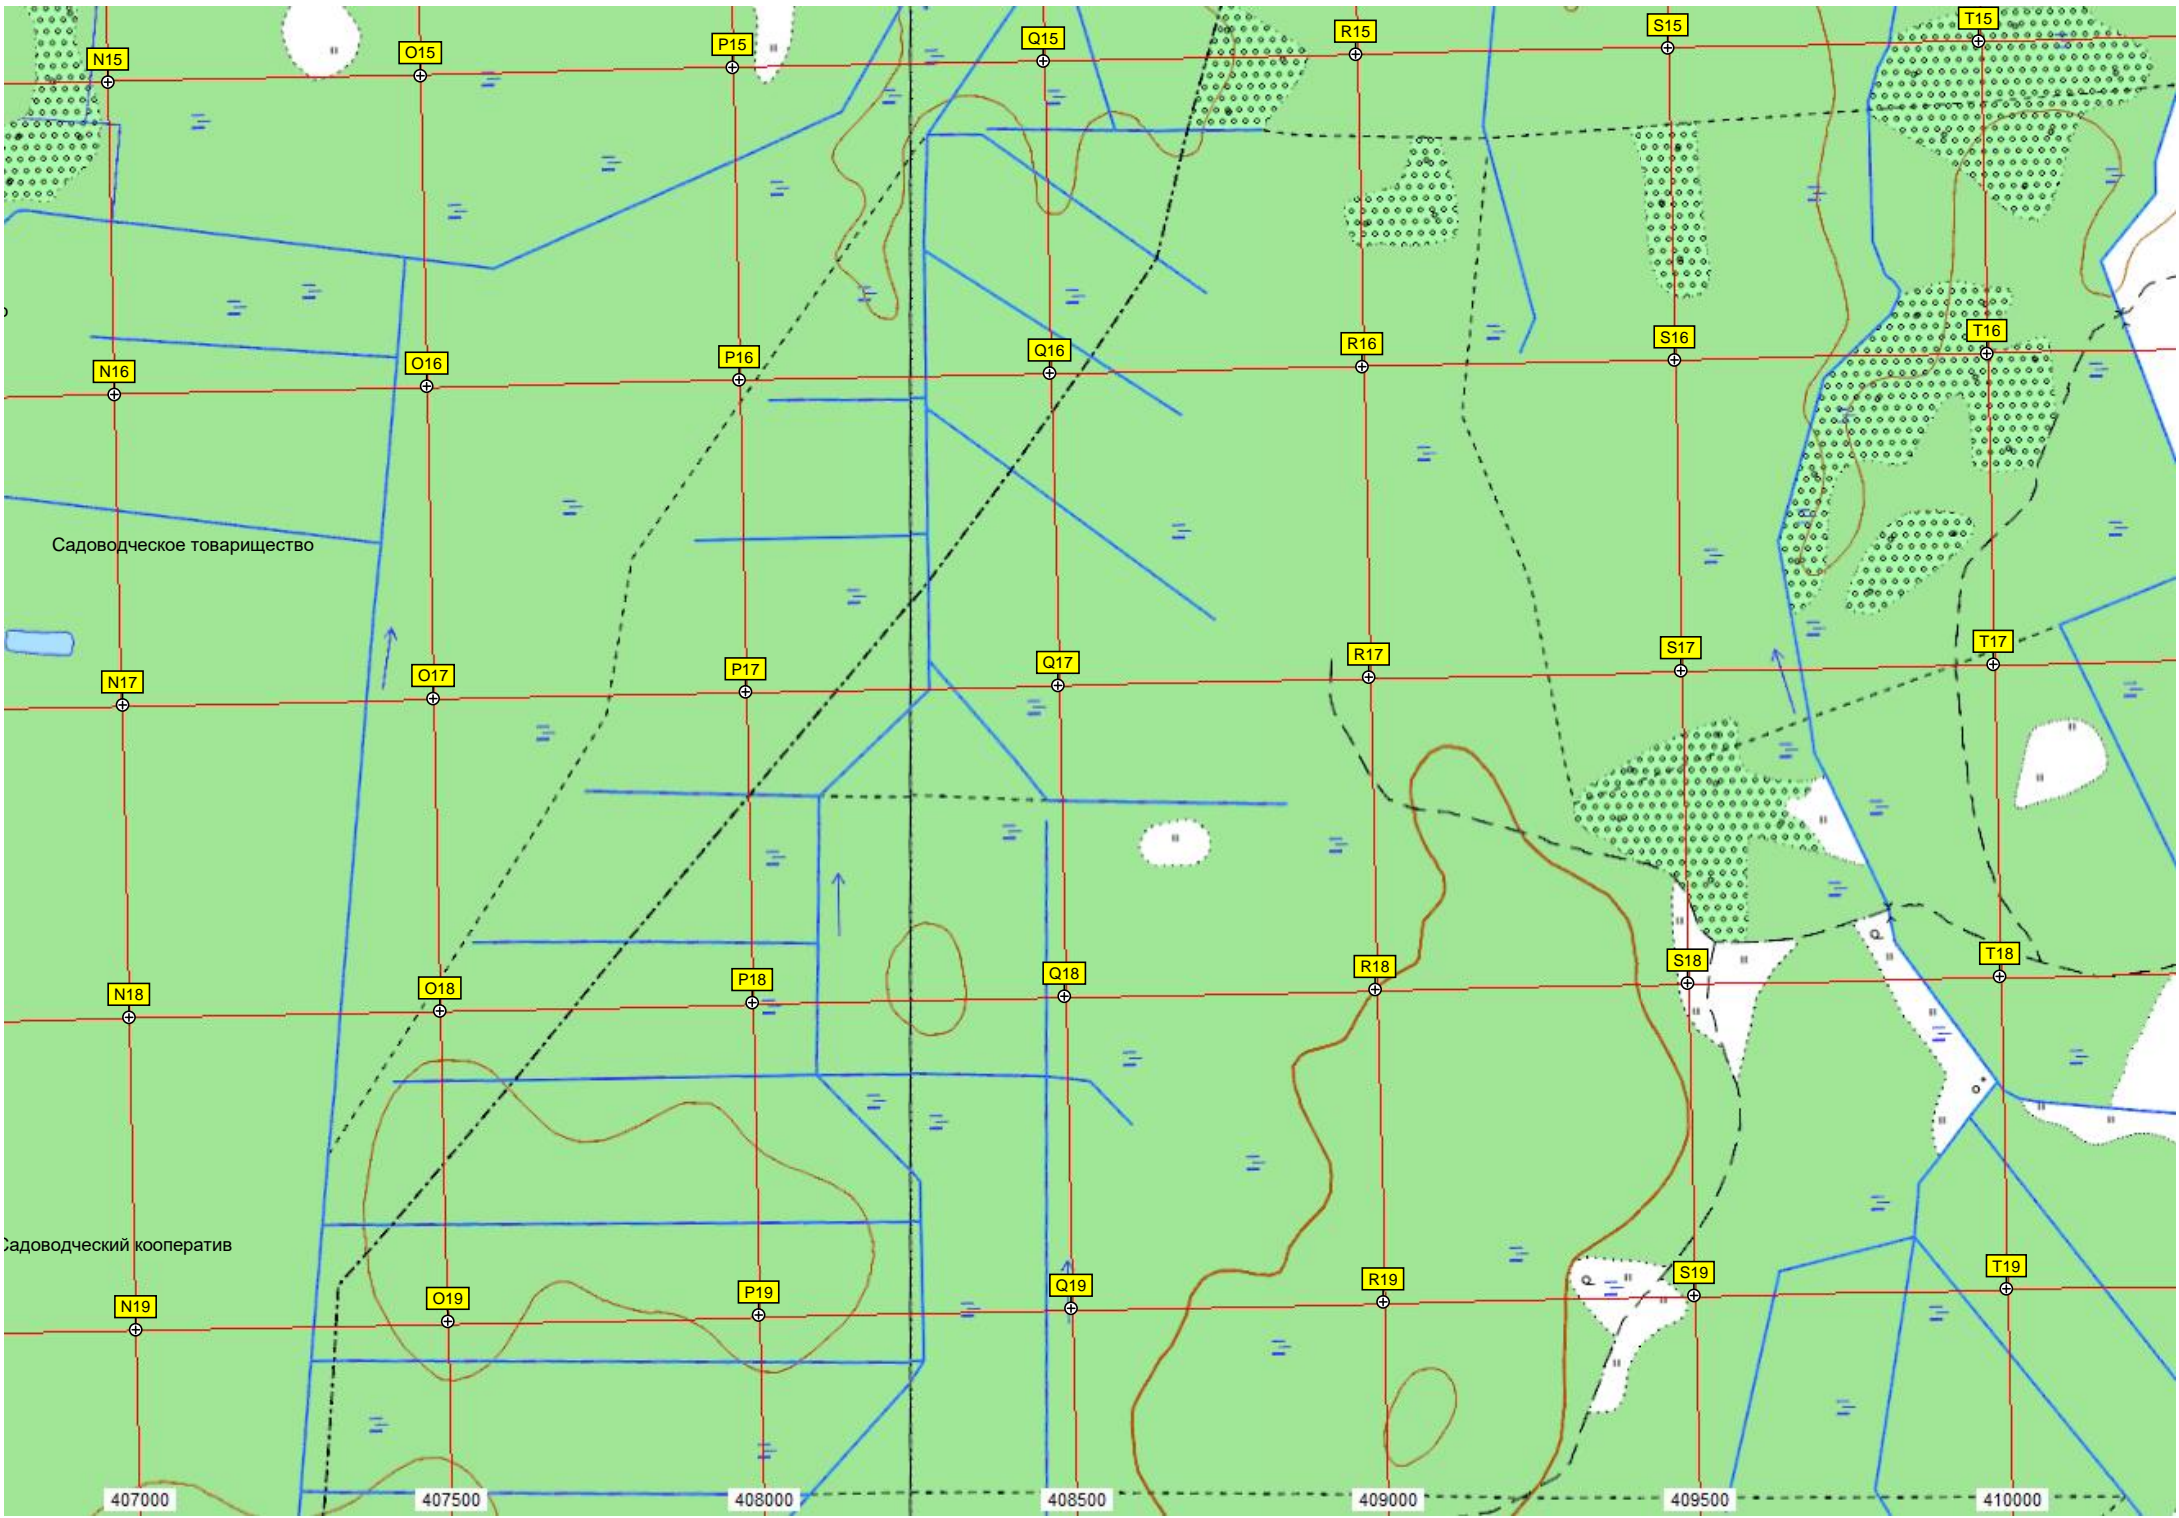 N15 O15 P15 Q15 R15 S15 T15
N16 O16 P16 Q16 R16 S16 T16
Садоводческое товарищество
N17 O17 P17 Q17 R17 S17 T17
N18 O18 P18 Q18 R18 S18 T18
Садоводческий кооператив
N19 O19 P19 Q19 R19 S19 T19
407000 407500 408000 408500 409000 409500 410000